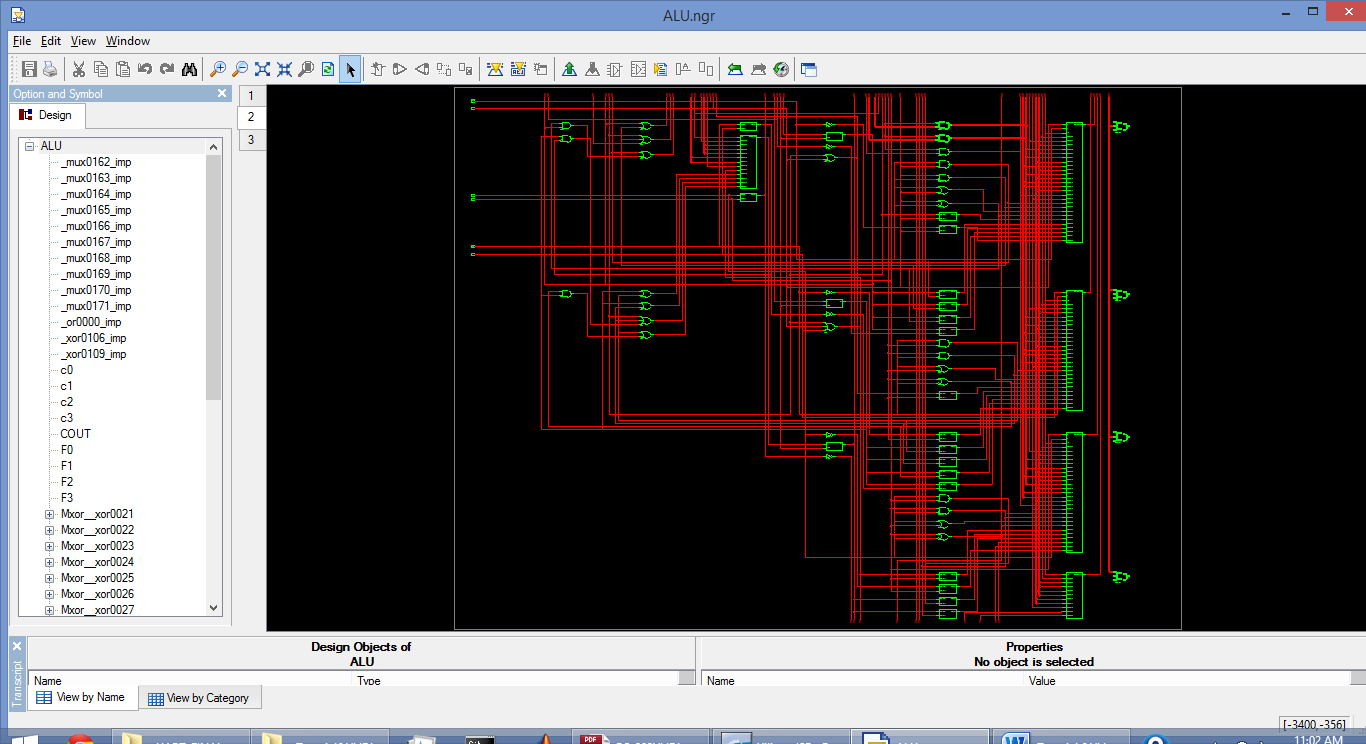 ALU.ngr
File Edit View Window
REJ
Option and Symbol
Design
1
2
3
ALU
_mux0162_imp
_mux0163_imp
_mux0164_imp
_mux0165_imp
_mux0166_imp
_mux0167_imp
_mux0168_imp
_mux0169_imp
_mux0170_imp
_mux0171_imp
_or0000_imp
_xor0106_imp
_xor0109_imp
c0
c1
c2
c3
COUT
F0
F1
F2
F3
Mxor__xor0021
Mxor__xor0022
Mxor__xor0023
Mxor__xor0024
Mxor__xor0025
Mxor__xor0026
Mxor__xor0027
Transcript
Design Objects of
ALU
Name Type
View by Name View by Category
Properties
No object is selected
Name Value
[-3400,-356]
PDF
11:02 AM